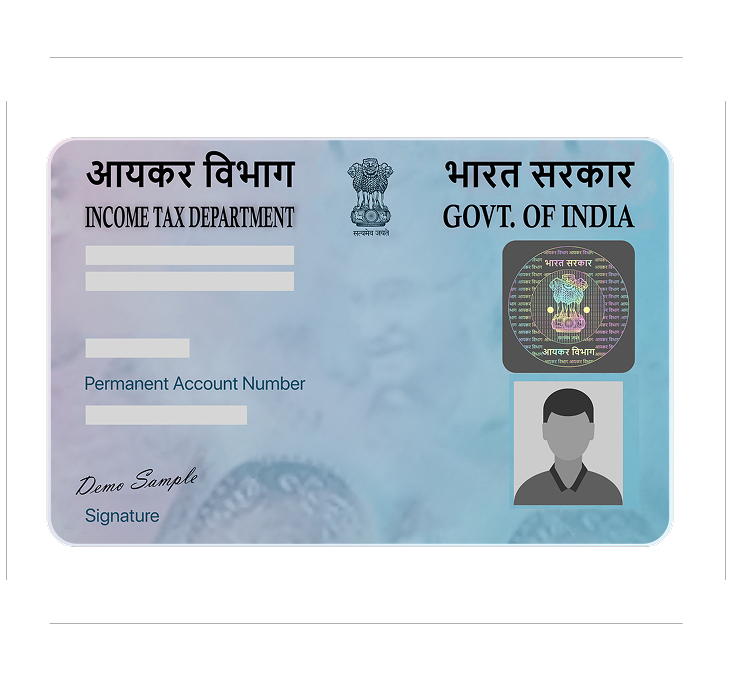 आयकर विभाग
भारत सरकार
INCOME TAX DEPARTMENT
GOVT. OF INDIA
सत्यमेव जयते
भारत सरकार
आयकर विभाग
Permanent Account Number
Demo Sample
Signature